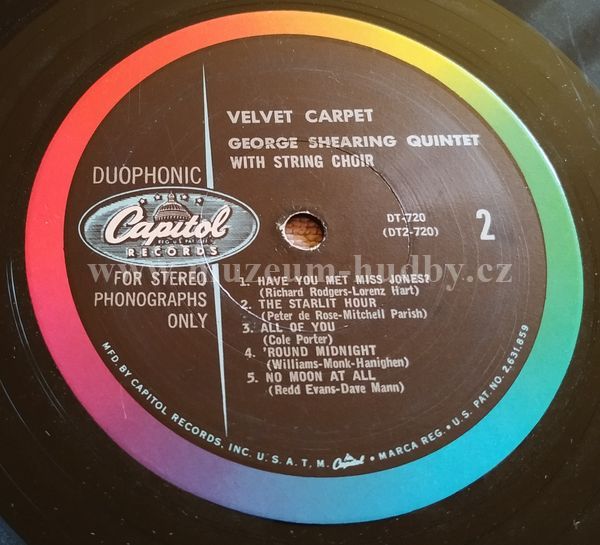 VELVET CARPET
GEORGE SHEARING QUINTET
WITH STRING CHOIR
DUOPHONIC
Capitol
RECORDS
FOR STEREO
PHONOGRAPHS
ONLY
DT-720
(DT2-720)
2
1. HAVE YOU MET MISS JONES?
(Richard Rodgers-Lorenz Hart)
2. THE STARLIT HOUR
(Peter de Rose-Mitchell Parish)
3. ALL OF YOU
(Cole Porter)
4. 'ROUND MIDNIGHT
(Williams-Monk-Hanighen)
5. NO MOON AT ALL
(Redd Evans-Dave Mann)
MFD. BY CAPITOL RECORDS, INC. U.S.A. T.M. Capitol • MARCA REG. • U.S. PAT. NO. 2,631,859
www.muzeum-hudby.cz